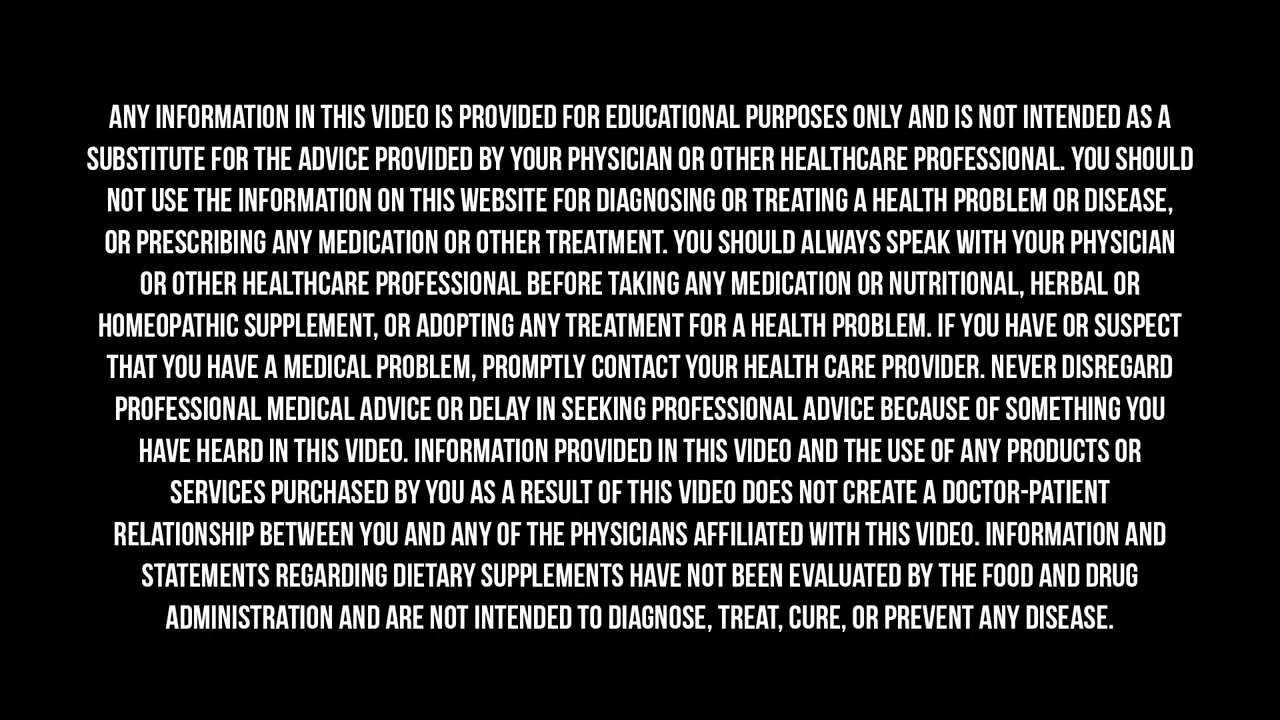 ANY INFORMATION IN THIS VIDEO IS PROVIDED FOR EDUCATIONAL PURPOSES ONLY AND IS NOT INTENDED AS A
SUBSTITUTE FOR THE ADVICE PROVIDED BY YOUR PHYSICIAN OR OTHER HEALTHCARE PROFESSIONAL. YOU SHOULD
NOT USE THE INFORMATION ON THIS WEBSITE FOR DIAGNOSING OR TREATING A HEALTH PROBLEM OR DISEASE,
OR PRESCRIBING ANY MEDICATION OR OTHER TREATMENT. YOU SHOULD ALWAYS SPEAK WITH YOUR PHYSICIAN
OR OTHER HEALTHCARE PROFESSIONAL BEFORE TAKING ANY MEDICATION OR NUTRITIONAL, HERBAL OR
HOMEOPATHIC SUPPLEMENT, OR ADOPTING ANY TREATMENT FOR A HEALTH PROBLEM. IF YOU HAVE OR SUSPECT
THAT YOU HAVE A MEDICAL PROBLEM, PROMPTLY CONTACT YOUR HEALTH CARE PROVIDER. NEVER DISREGARD
PROFESSIONAL MEDICAL ADVICE OR DELAY IN SEEKING PROFESSIONAL ADVICE BECAUSE OF SOMETHING YOU
HAVE HEARD IN THIS VIDEO. INFORMATION PROVIDED IN THIS VIDEO AND THE USE OF ANY PRODUCTS OR
SERVICES PURCHASED BY YOU AS A RESULT OF THIS VIDEO DOES NOT CREATE A DOCTOR-PATIENT
RELATIONSHIP BETWEEN YOU AND ANY OF THE PHYSICIANS AFFILIATED WITH THIS VIDEO. INFORMATION AND
STATEMENTS REGARDING DIETARY SUPPLEMENTS HAVE NOT BEEN EVALUATED BY THE FOOD AND DRUG
ADMINISTRATION AND ARE NOT INTENDED TO DIAGNOSE, TREAT, CURE, OR PREVENT ANY DISEASE.